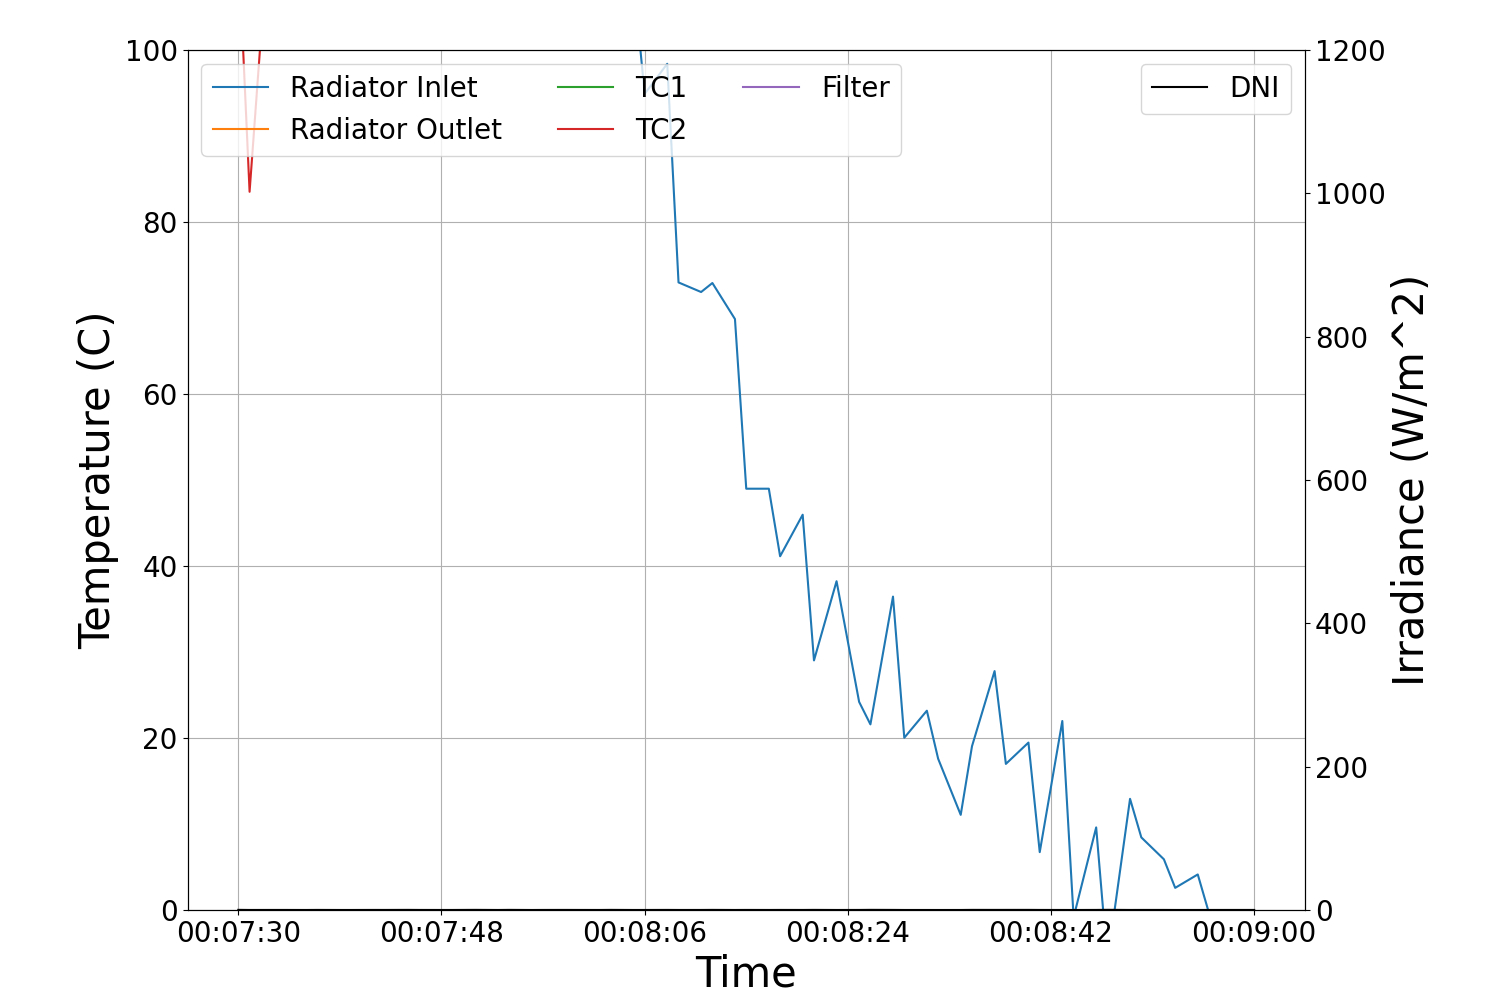 100
80
60
40
20
0
Temperature (C)
Radiator Inlet
Radiator Outlet
TC1
TC2
Filter
DNI
1200
1000
800
600
400
200
0
Irradiance (W/m^2)
00:07:30 00:07:48 00:08:06 00:08:24 00:08:42 00:09:00
Time